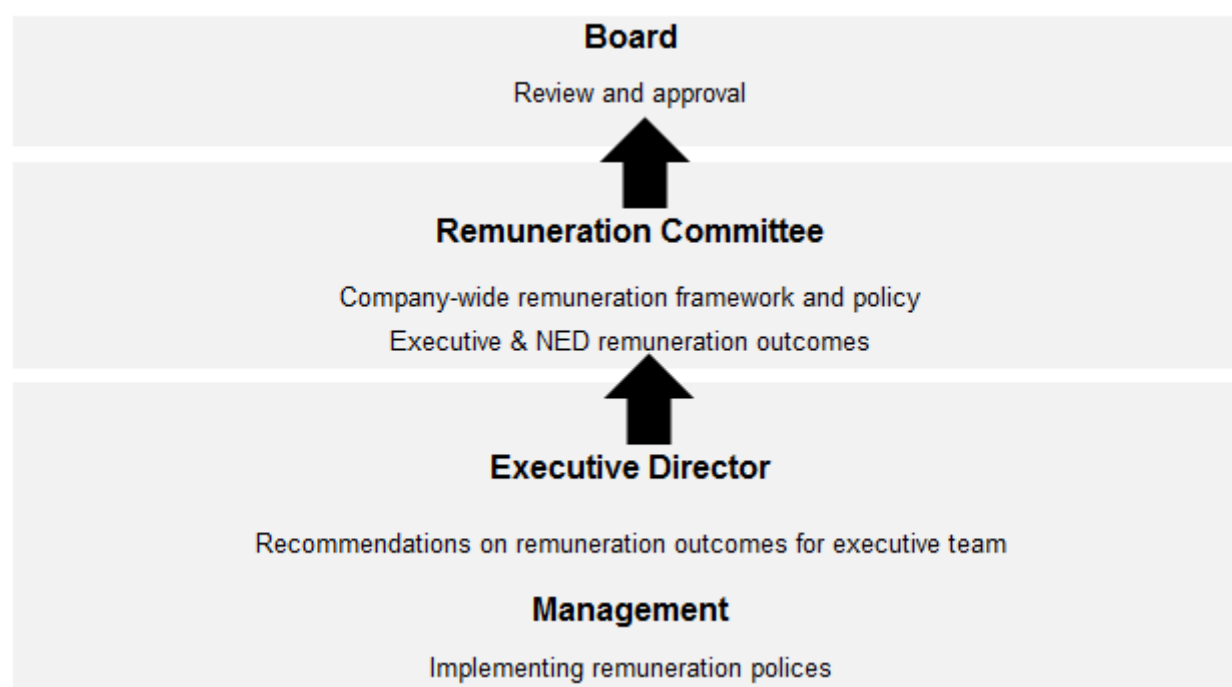 Board
Review and approval
Remuneration Committee
Company-wide remuneration framework and policy
Executive & NED remuneration outcomes
Executive Director
Recommendations on remuneration outcomes for executive team
Management
Implementing remuneration polices